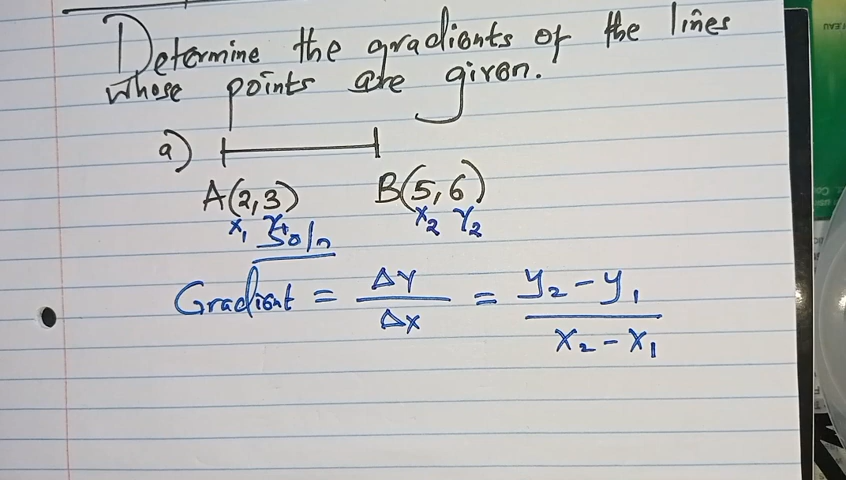 Determine the gradients of the lines
whose points are given.
a)
A(2,3) B(5,6)
x₁ y₁ x₂ y₂
Soln
Gradient = ΔY/ΔX = y₂-y₁/x₂-x₁